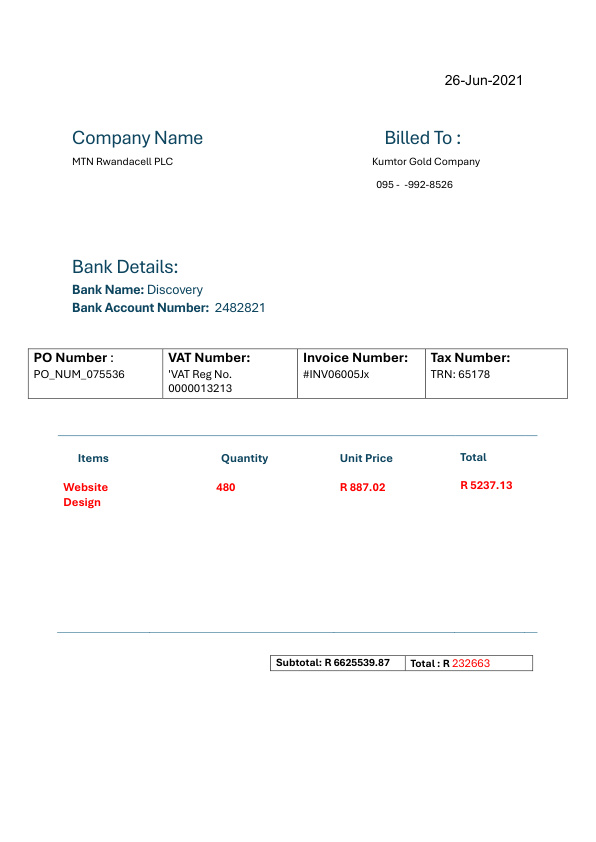 26-Jun-2021
Company Name
Billed To :
MTN Rwandacell PLC
Kumtor Gold Company
095 -  -992-8526
Bank Details:
Bank Name: Discovery
Bank Account Number:  2482821
PO Number :
PO_NUM_075536
VAT Number:
'VAT Reg No.
0000013213
Invoice Number:
#INV06005Jx
Tax Number:
TRN: 65178
Items Quantity Unit Price Total
Website 480 R 887.02 R 5237.13
Design
Subtotal: R 6625539.87 Total : R 232663